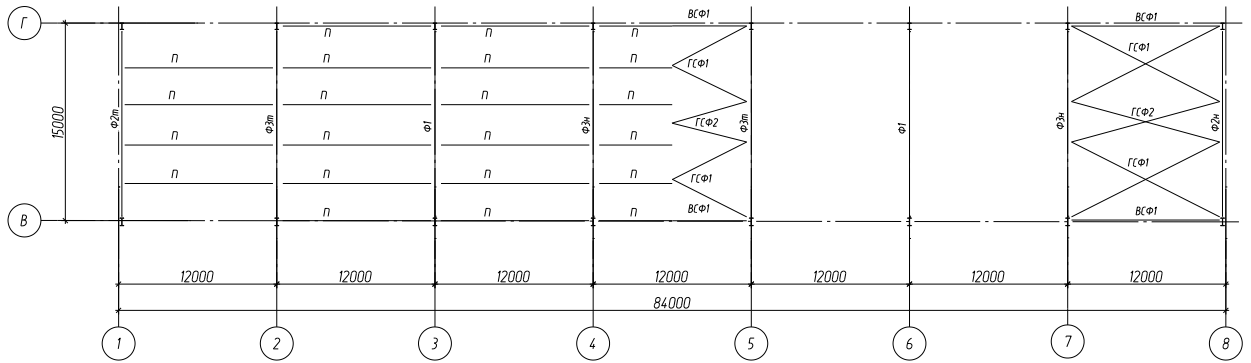 Г
ВСФ1
ВСФ1
П П П
П П П П
ГСФ1
ГСФ1
П П П П
15000
Ф2т
Ф3т
Ф1
Ф3н
ГСФ2
Ф3т
Ф1
Ф3н
ГСФ2
Ф2н
П П П П
П П П П
ГСФ1
ГСФ1
П П П
ВСФ1
ВСФ1
В
12000 12000 12000 12000 12000 12000 12000
84000
1 2 3 4 5 6 7 8